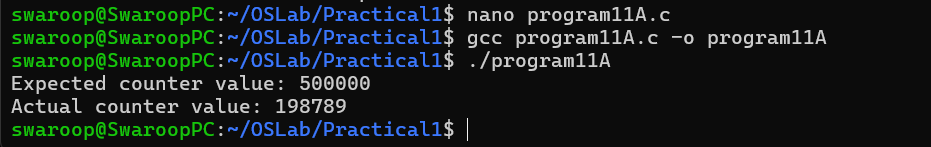 swaroop@SwaroopPC:~/OSLab/Practical1$ nano program11A.c
swaroop@SwaroopPC:~/OSLab/Practical1$ gcc program11A.c -o program11A
swaroop@SwaroopPC:~/OSLab/Practical1$ ./program11A
Expected counter value: 500000
Actual counter value: 198789
swaroop@SwaroopPC:~/OSLab/Practical1$